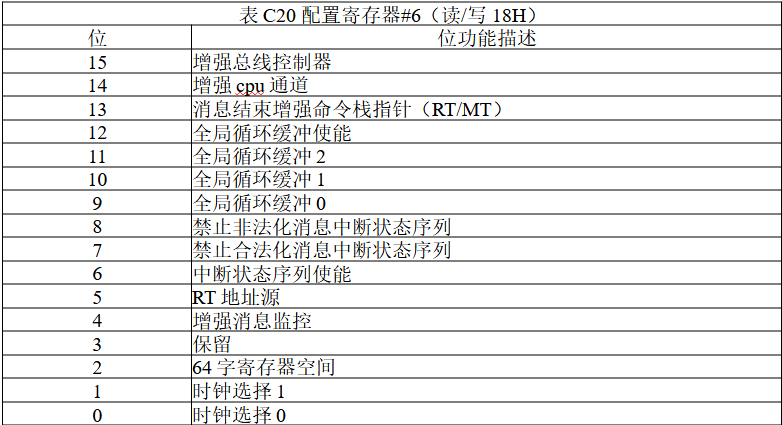 表 C20 配置寄存器#6（读/写 18H）
位 位功能描述
15 增强总线控制器
14 增强 cpu 通道
13 消息结束增强命令栈指针（RT/MT）
12 全局循环缓冲使能
11 全局循环缓冲 2
10 全局循环缓冲 1
9 全局循环缓冲 0
8 禁止非法化消息中断状态序列
7 禁止合法化消息中断状态序列
6 中断状态序列使能
5 RT 地址源
4 增强消息监控
3 保留
2 64 字寄存器空间
1 时钟选择 1
0 时钟选择 0